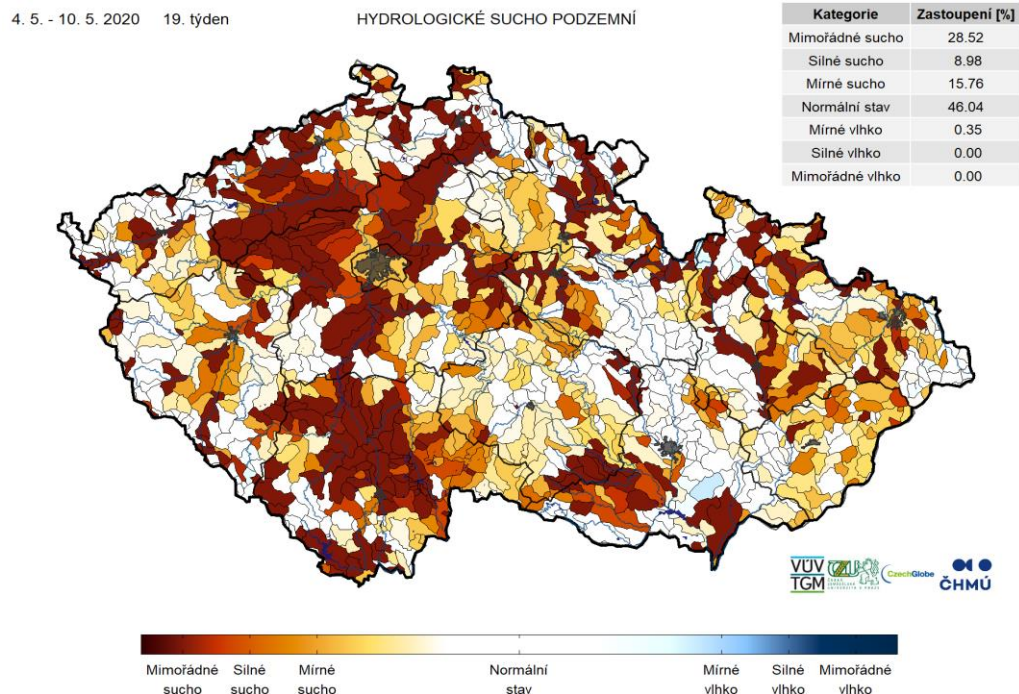 4. 5. - 10. 5. 2020 19. týden HYDROLOGICKÉ SUCHO PODZEMNÍ
Kategorie Zastoupení [%]
Mimořádné sucho 28.52
Silné sucho 8.98
Mírné sucho 15.76
Normální stav 46.04
Mírné vlhko 0.35
Silné vlhko 0.00
Mimořádné vlhko 0.00
VÚV
TGM
ČZU
CzechGlobe
ČHMÚ
Mimořádné sucho
Silné sucho
Mírné sucho
Normální stav
Mírné vlhko
Silné vlhko
Mimořádné vlhko